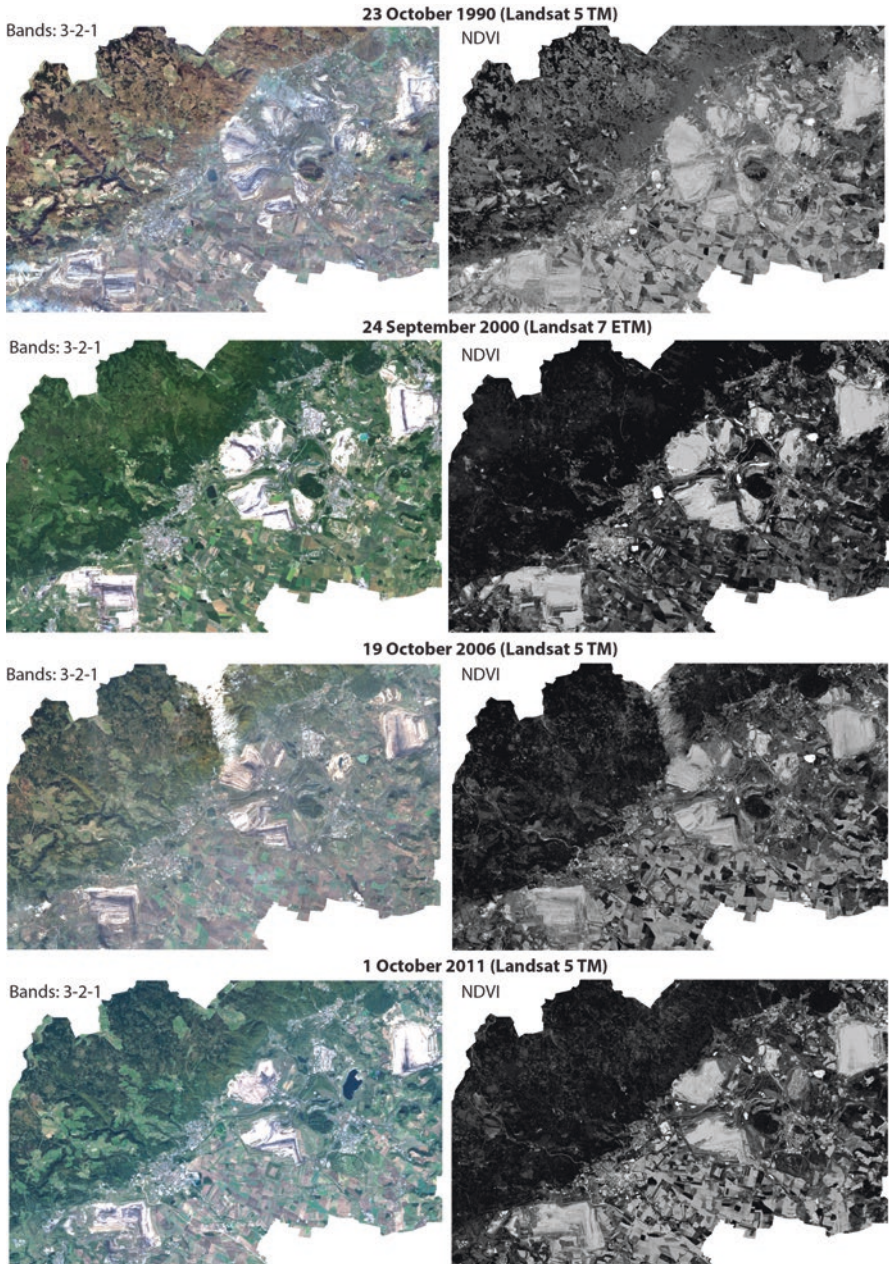 23 October 1990 (Landsat 5 TM)
Bands: 3-2-1
NDVI
24 September 2000 (Landsat 7 ETM)
Bands: 3-2-1
NDVI
19 October 2006 (Landsat 5 TM)
Bands: 3-2-1
NDVI
1 October 2011 (Landsat 5 TM)
Bands: 3-2-1
NDVI